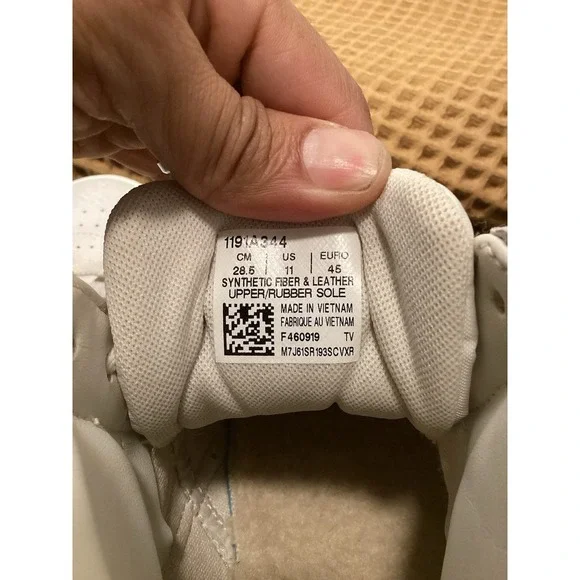 1191A344
CM US EURO
28.5 11 45
SYNTHETIC FIBER & LEATHER
UPPER/RUBBER SOLE
MADE IN VIETNAM
FABRIQUE AU VIETNAM
F460919 TV
M7J61SR193SCVXR